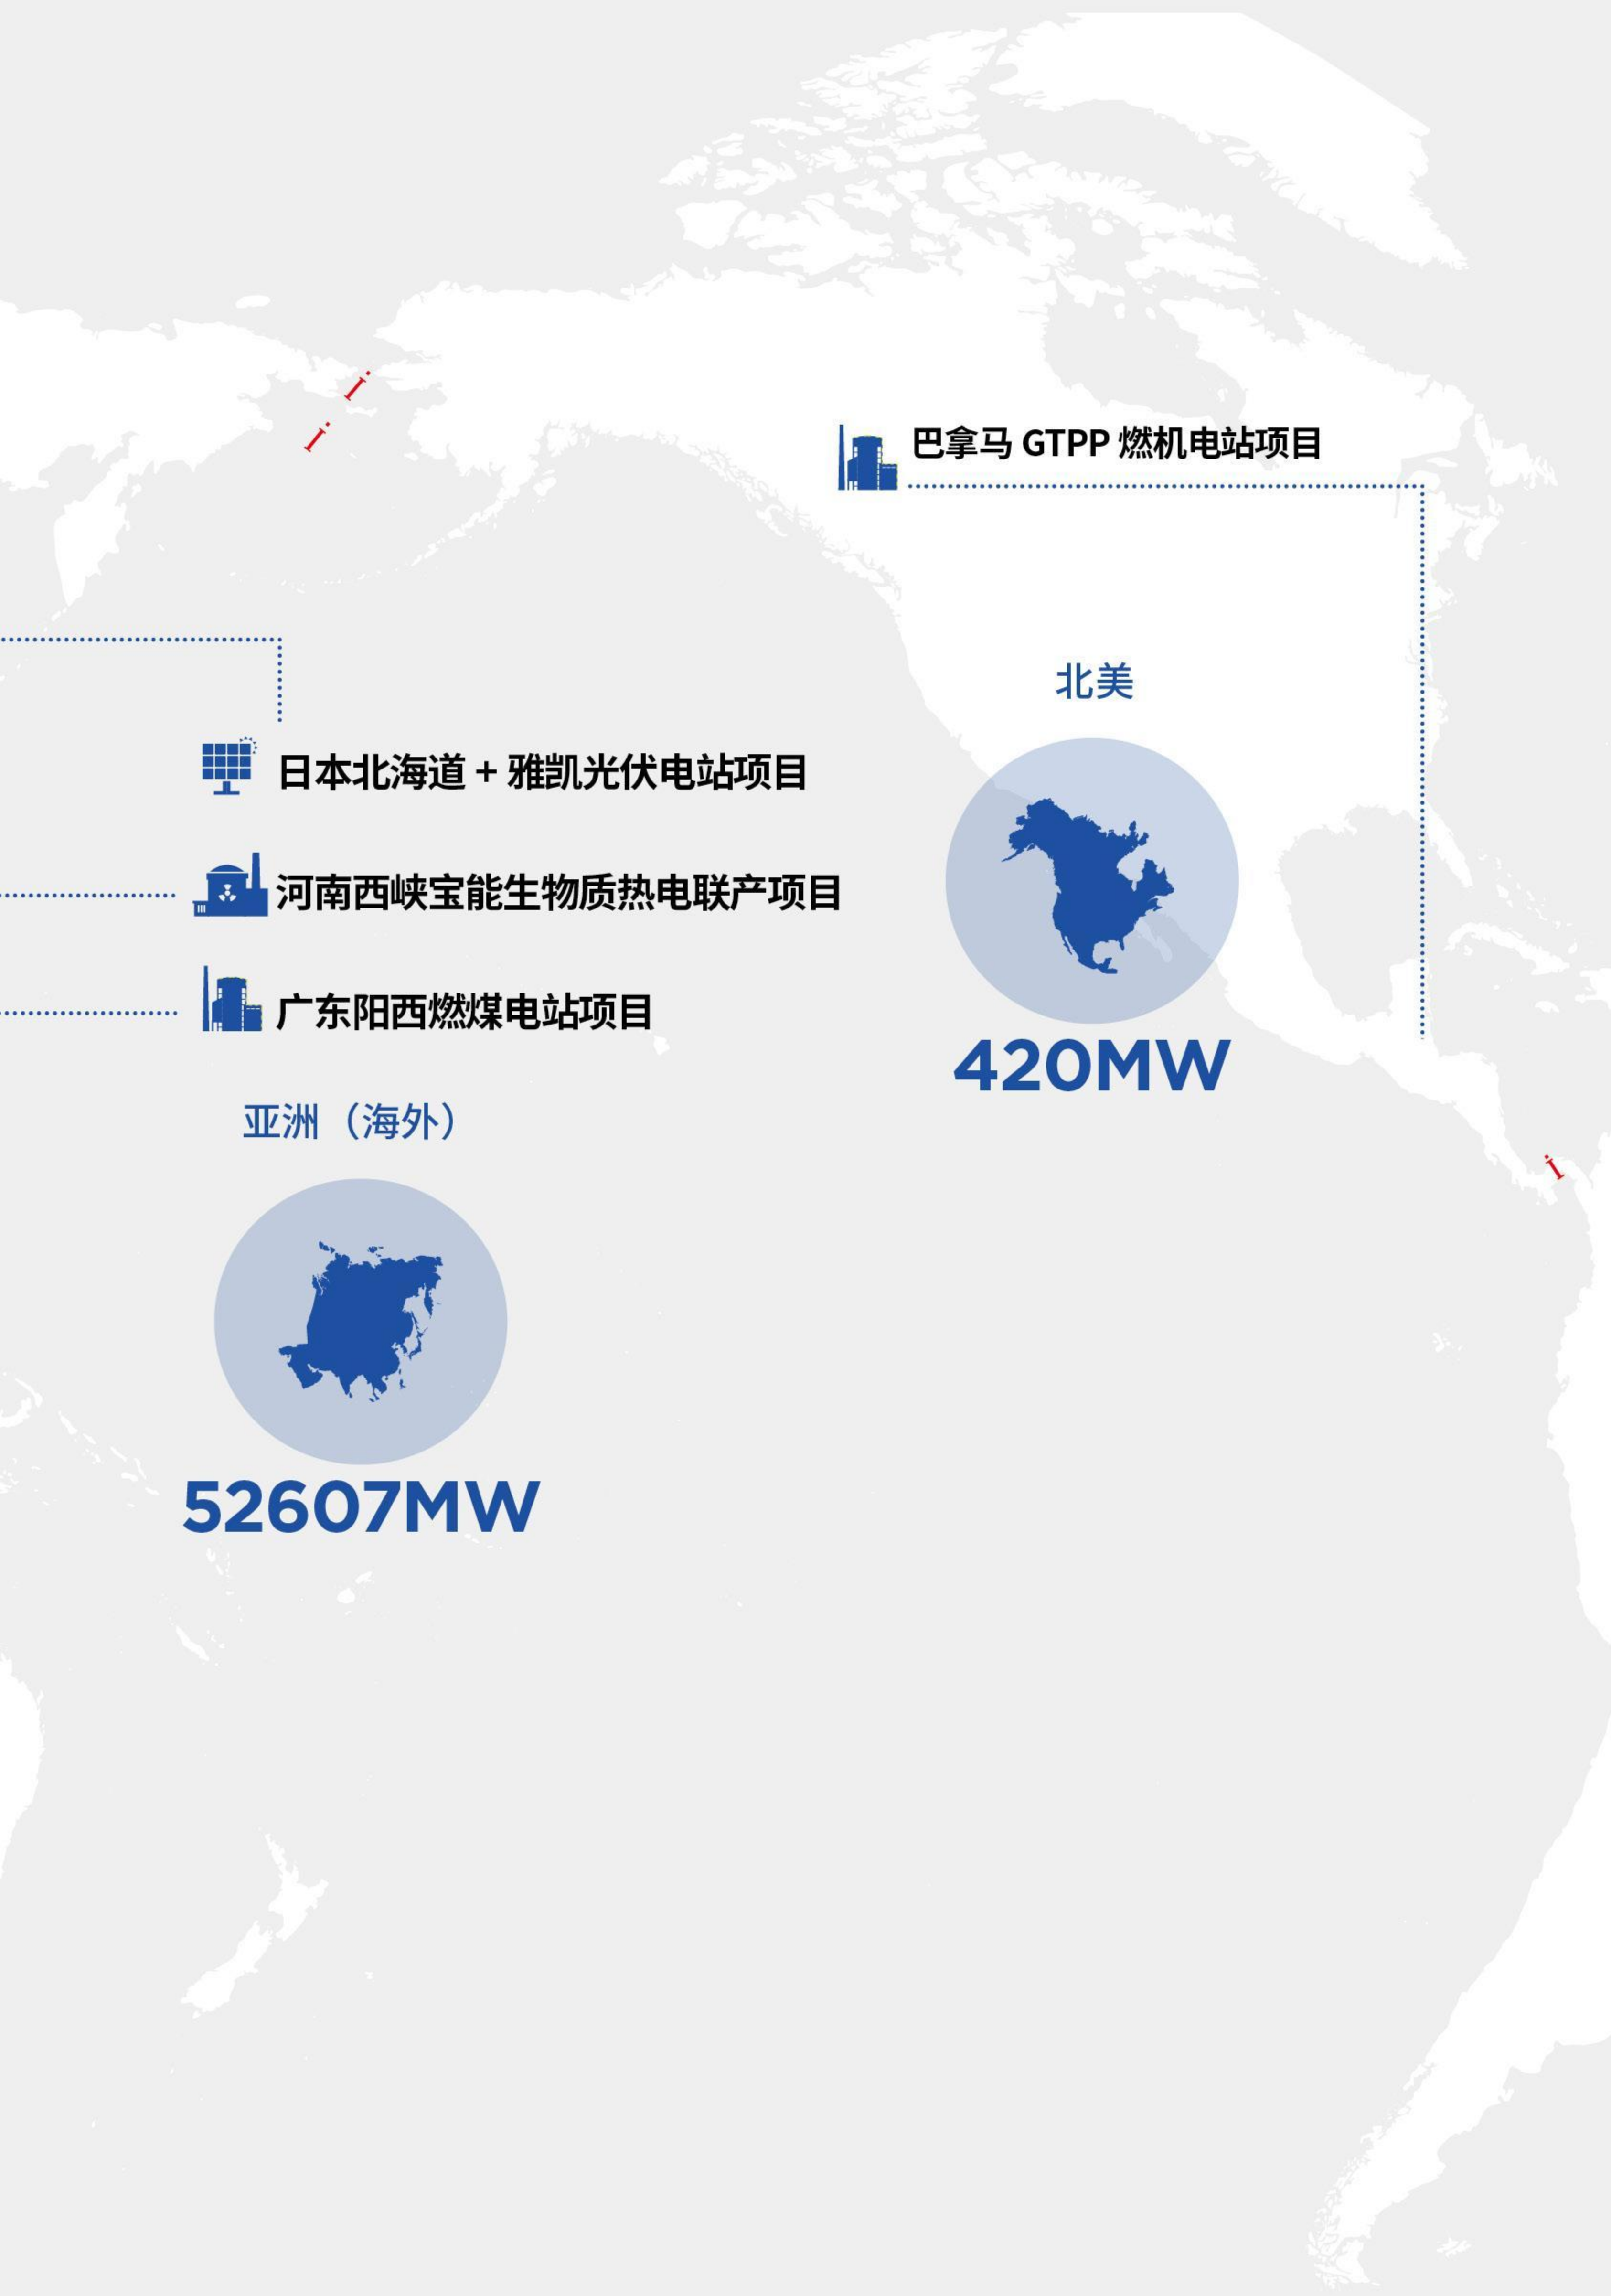 巴拿马 GTPP 燃机电站项目
北美
420MW
日本北海道 + 雅凯光伏电站项目
河南西峡宝能生物质热电联产项目
广东阳西燃煤电站项目
亚洲（海外）
52607MW